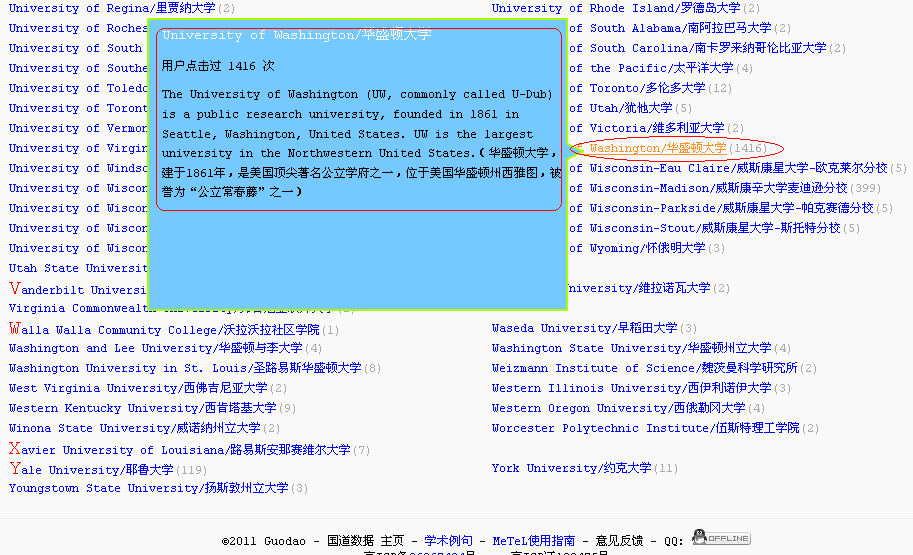 University of Regina/里贾纳大学(2)
University of Rhode Island/罗德岛大学(2)
University of Roches
of South Alabama/南阿拉巴马大学(2)
University of South
of South Carolina/南卡罗来纳哥伦比亚大学(2)
University of Southe
of the Pacific/太平洋大学(4)
University of Toledo
of Toronto/多伦多大学(12)
University of Toront
of Utah/犹他大学(5)
University of Vermon
of Victoria/维多利亚大学(2)
University of Virgin
Washington/华盛顿大学(1416)
University of Windso
of Wisconsin-Eau Claire/威斯康星大学-欧克莱尔分校(5)
University of Wiscon
of Wisconsin-Madison/威斯康辛大学麦迪逊分校(399)
University of Wiscon
of Wisconsin-Parkside/威斯康星大学-帕克赛德分校(5)
University of Wiscon
of Wisconsin-Stout/威斯康星大学-斯托特分校(5)
University of Wiscon
of Wyoming/怀俄明大学(3)
University of Washington/华盛顿大学
用户点击过 1416 次
The University of Washington (UW, commonly called U-Dub)
is a public research university, founded in 1861 in
Seattle, Washington, United States. UW is the largest
university in the Northwestern United States.(华盛顿大学,
建于1861年,是美国顶尖著名公立学府之一,位于美国华盛顿州西雅图,被
誉为“公立常春藤”之一)
Utah State Universit
Vanderbilt Universi
niversity/维拉诺瓦大学(2)
Virginia Commonwealt
Walla Walla Community College/沃拉沃拉社区学院(1)
Waseda University/早稻田大学(3)
Washington and Lee University/华盛顿与李大学(4)
Washington State University/华盛顿州立大学(4)
Washington University in St. Louis/圣路易斯华盛顿大学(8)
Weizmann Institute of Science/魏茨曼科学研究所(2)
West Virginia University/西佛吉尼亚大学(2)
Western Illinois University/西伊利诺伊大学(3)
Western Kentucky University/西肯塔基大学(9)
Western Oregon University/西俄勒冈大学(4)
Winona State University/威诺纳州立大学(2)
Worcester Polytechnic Institute/伍斯特理工学院(2)
Xavier University of Louisiana/路易斯安那赛维尔大学(7)
Yale University/耶鲁大学(119)
York University/约克大学(11)
Youngstown State University/扬斯敦州立大学(3)
©2011 Guodao - 国道数据 主页 - 学术例句 - MeTeL使用指南 - 意见反馈 - QQ: OFFLINE